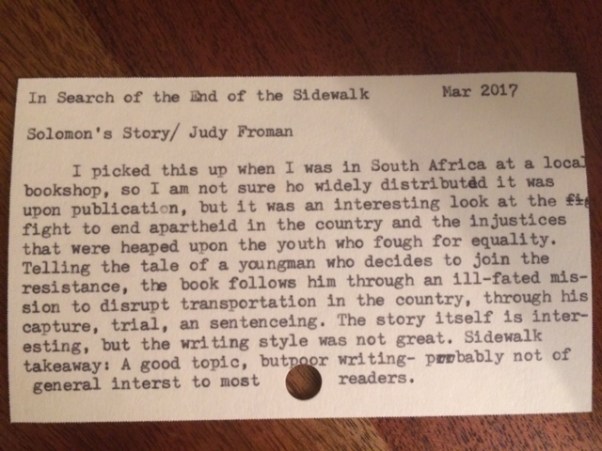 In Search of the End of the Sidewalk Mar 2017
Solomon's Story/ Judy Froman
I picked this up when I was in South Africa at a local
bookshop, so I am not sure ho widely distributdd it was
upon publication, but it was an interesting look at the fig
fight to end apartheid in the country and the injustices
that were heaped upon the youth who fough for equality.
Telling the tale of a youngman who decides to join the
resistance, the book follows him through an ill-fated mis-
sion to disrupt transportation in the country, through his
capture, trial, an sentenceing. The story itself is inter-
esting, but the writing style was not great. Sidewalk
takeaway: A good topic, butpoor writing- probably not of
general interst to most readers.